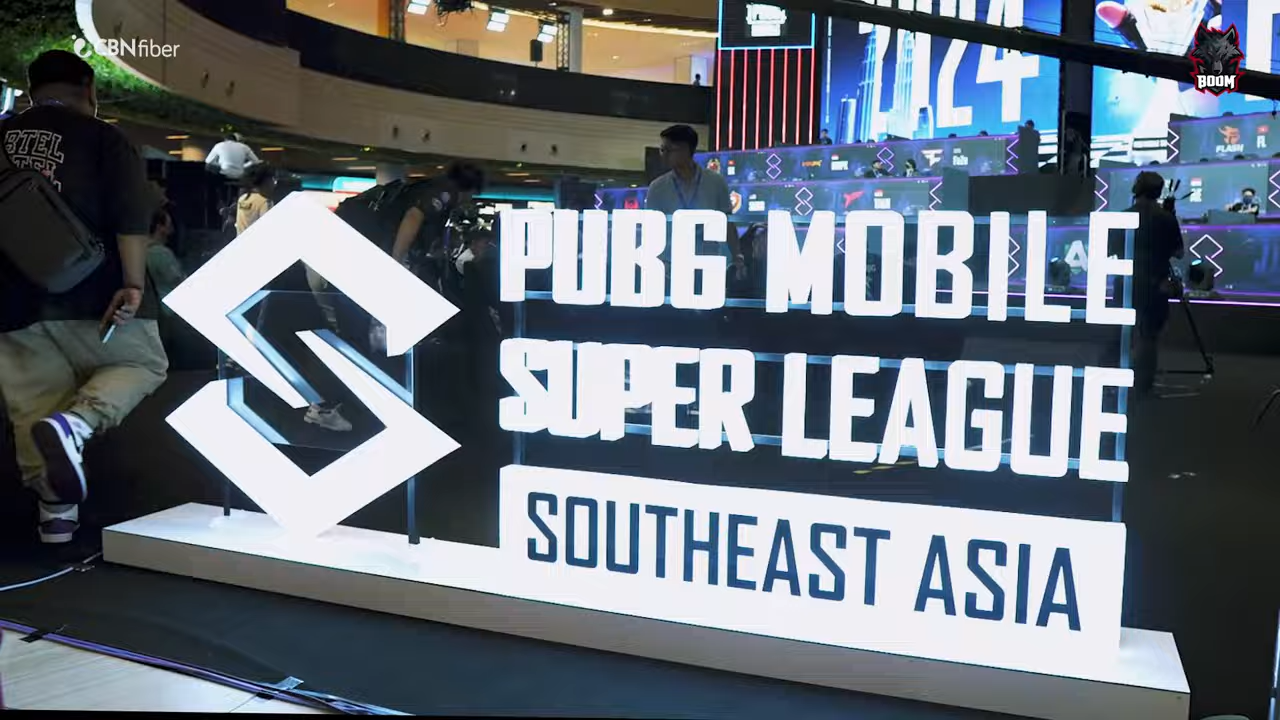 CBNfiber
BOOM
2024
FLASH
PUBG MOBILE
SUPER LEAGUE
SOUTHEAST ASIA